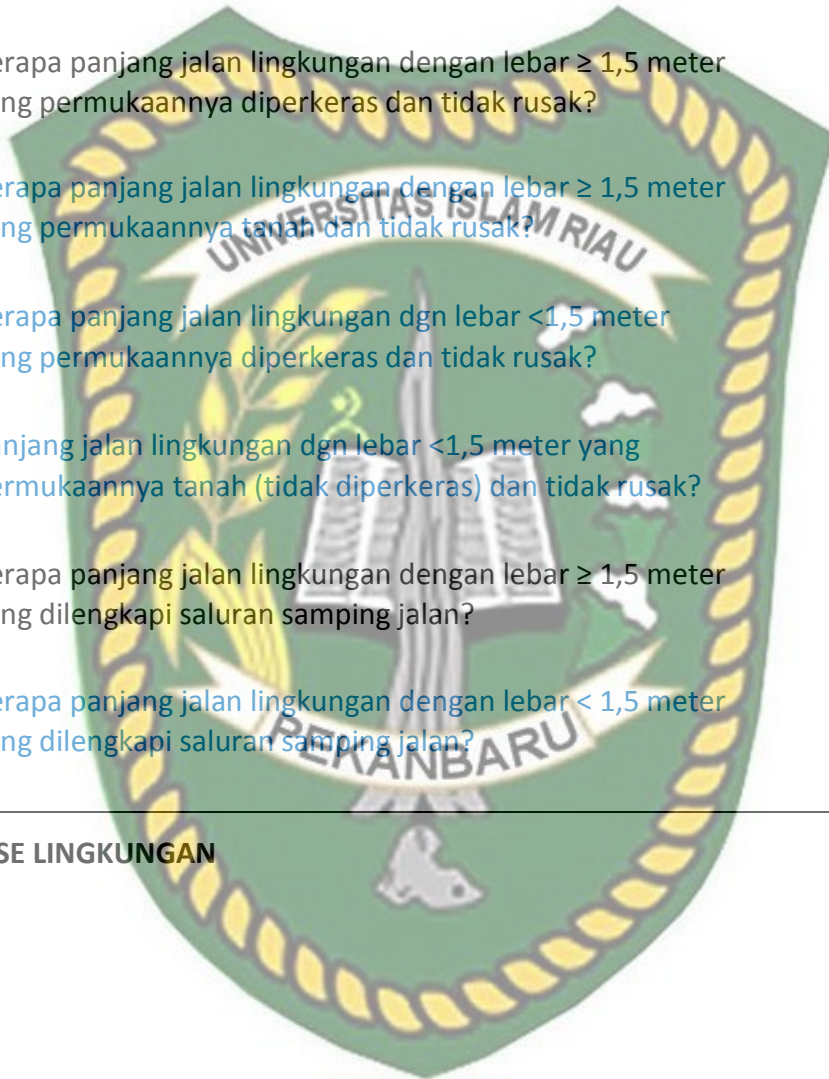 erapa panjang jalan lingkungan dengan lebar ≥ 1,5 meter
ng permukaannya diperkeras dan tidak rusak?
erapa panjang jalan lingkungan dengan lebar ≥ 1,5 meter
ng permukaannya tanah dan tidak rusak?
UNIVERSITAS ISLAM RIAU
erapa panjang jalan lingkungan dgn lebar <1,5 meter
ng permukaannya diperkeras dan tidak rusak?
anjang jalan lingkungan dgn lebar <1,5 meter yang
ermukaannya tanah (tidak diperkeras) dan tidak rusak?
erapa panjang jalan lingkungan dengan lebar ≥ 1,5 meter
ng dilengkapi saluran samping jalan?
erapa panjang jalan lingkungan dengan lebar < 1,5 meter
ng dilengkapi saluran samping jalan?
PEKANBARU
SE LINGKUNGAN